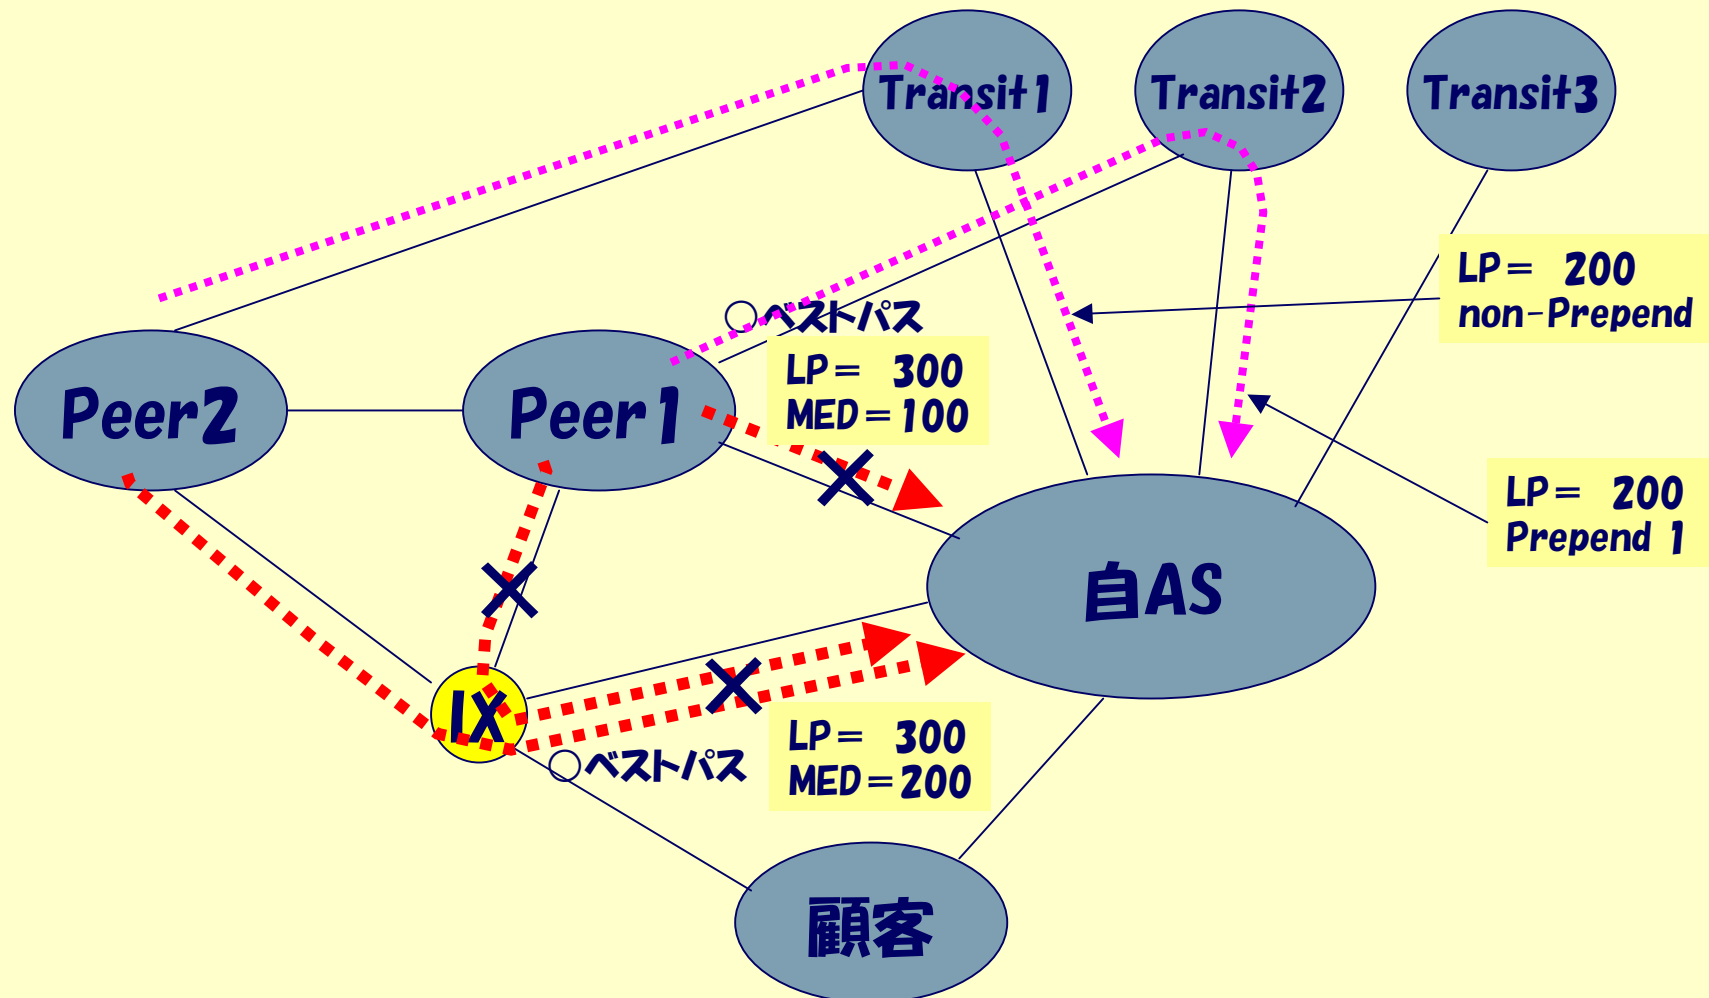 Transit1
Transit2
Transit3
LP= 200
non-Prepend
○ベストパス
LP= 300
MED=100
Peer2
Peer1
LP= 200
Prepend 1
自AS
IX
○ベストパス
LP= 300
MED=200
顧客